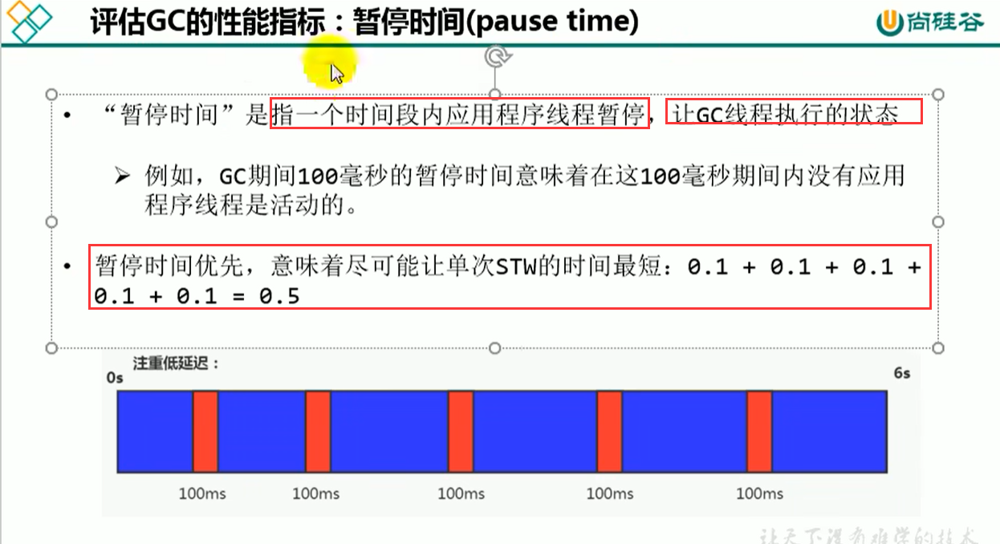 评估GC的性能指标：暂停时间(pause time)
尚硅谷
• “暂停时间”是指一个时间段内应用程序线程暂停，让GC线程执行的状态
➢ 例如，GC期间100毫秒的暂停时间意味着在这100毫秒期间内没有应用
程序线程是活动的。
• 暂停时间优先，意味着尽可能让单次STW的时间最短：0.1 + 0.1 + 0.1 +
0.1 + 0.1 = 0.5
注重低延迟：
0s
6s
100ms 100ms 100ms 100ms 100ms
让天下没有难学的技术